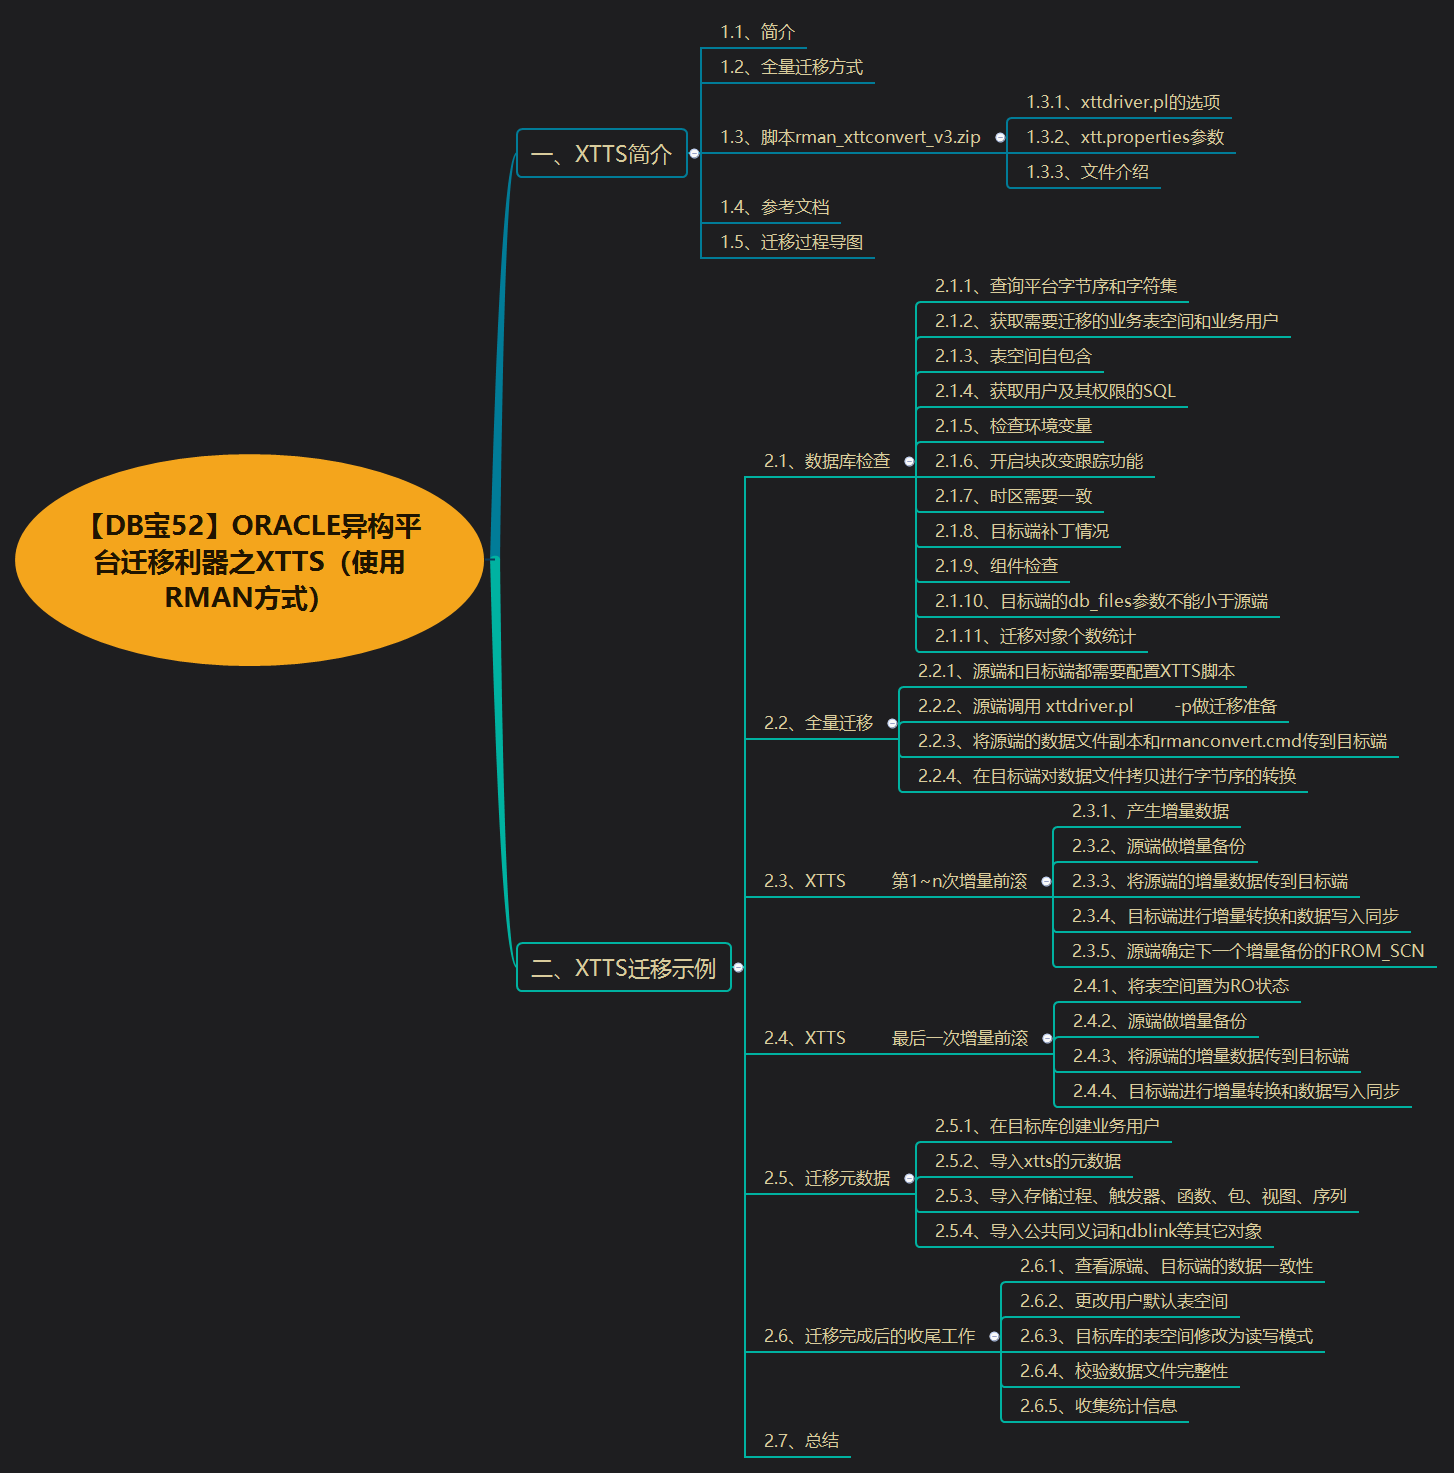 【DB宝52】ORACLE异构平
台迁移利器之XTTS（使用
RMAN方式）
一、XTTS简介
1.1、简介
1.2、全量迁移方式
1.3、脚本rman_xttconvert_v3.zip
1.3.1、xttdriver.pl的选项
1.3.2、xtt.properties参数
1.3.3、文件介绍
1.4、参考文档
1.5、迁移过程导图
二、XTTS迁移示例
2.1、数据库检查
2.1.1、查询平台字节序和字符集
2.1.2、获取需要迁移的业务表空间和业务用户
2.1.3、表空间自包含
2.1.4、获取用户及其权限的SQL
2.1.5、检查环境变量
2.1.6、开启块改变跟踪功能
2.1.7、时区需要一致
2.1.8、目标端补丁情况
2.1.9、组件检查
2.1.10、目标端的db_files参数不能小于源端
2.1.11、迁移对象个数统计
2.2、全量迁移
2.2.1、源端和目标端都需要配置XTTS脚本
2.2.2、源端调用 xttdriver.pl -p做迁移准备
2.2.3、将源端的数据文件副本和rmanconvert.cmd传到目标端
2.2.4、在目标端对数据文件拷贝进行字节序的转换
2.3、XTTS 第1~n次增量前滚
2.3.1、产生增量数据
2.3.2、源端做增量备份
2.3.3、将源端的增量数据传到目标端
2.3.4、目标端进行增量转换和数据写入同步
2.3.5、源端确定下一个增量备份的FROM_SCN
2.4、XTTS 最后一次增量前滚
2.4.1、将表空间置为RO状态
2.4.2、源端做增量备份
2.4.3、将源端的增量数据传到目标端
2.4.4、目标端进行增量转换和数据写入同步
2.5、迁移元数据
2.5.1、在目标库创建业务用户
2.5.2、导入xtts的元数据
2.5.3、导入存储过程、触发器、函数、包、视图、序列
2.5.4、导入公共同义词和dblink等其它对象
2.6、迁移完成后的收尾工作
2.6.1、查看源端、目标端的数据一致性
2.6.2、更改用户默认表空间
2.6.3、目标库的表空间修改为读写模式
2.6.4、校验数据文件完整性
2.6.5、收集统计信息
2.7、总结